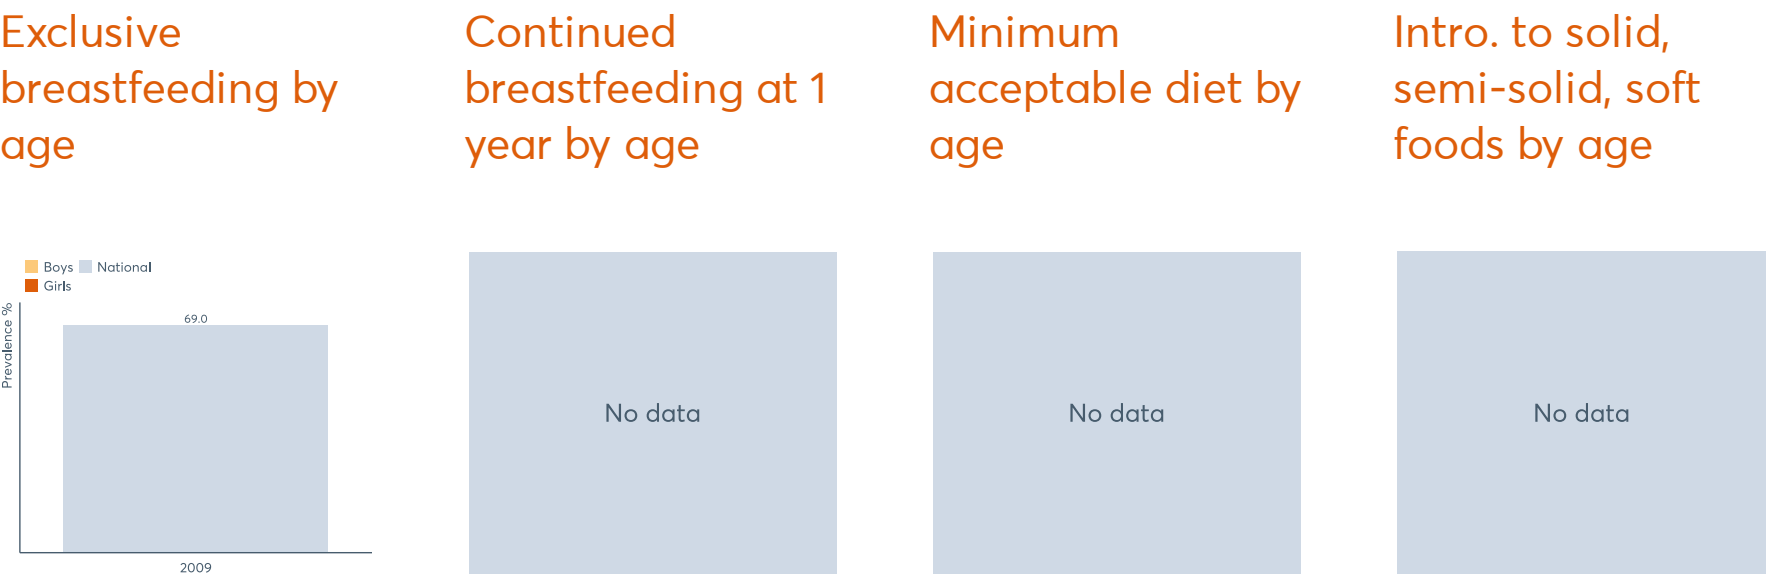 Exclusive
breastfeeding by
age
Continued
breastfeeding at 1
year by age
Minimum
acceptable diet by
age
Intro. to solid,
semi-solid, soft
foods by age
Boys National
Girls
Prevalence %
69.0
2009
No data
No data
No data